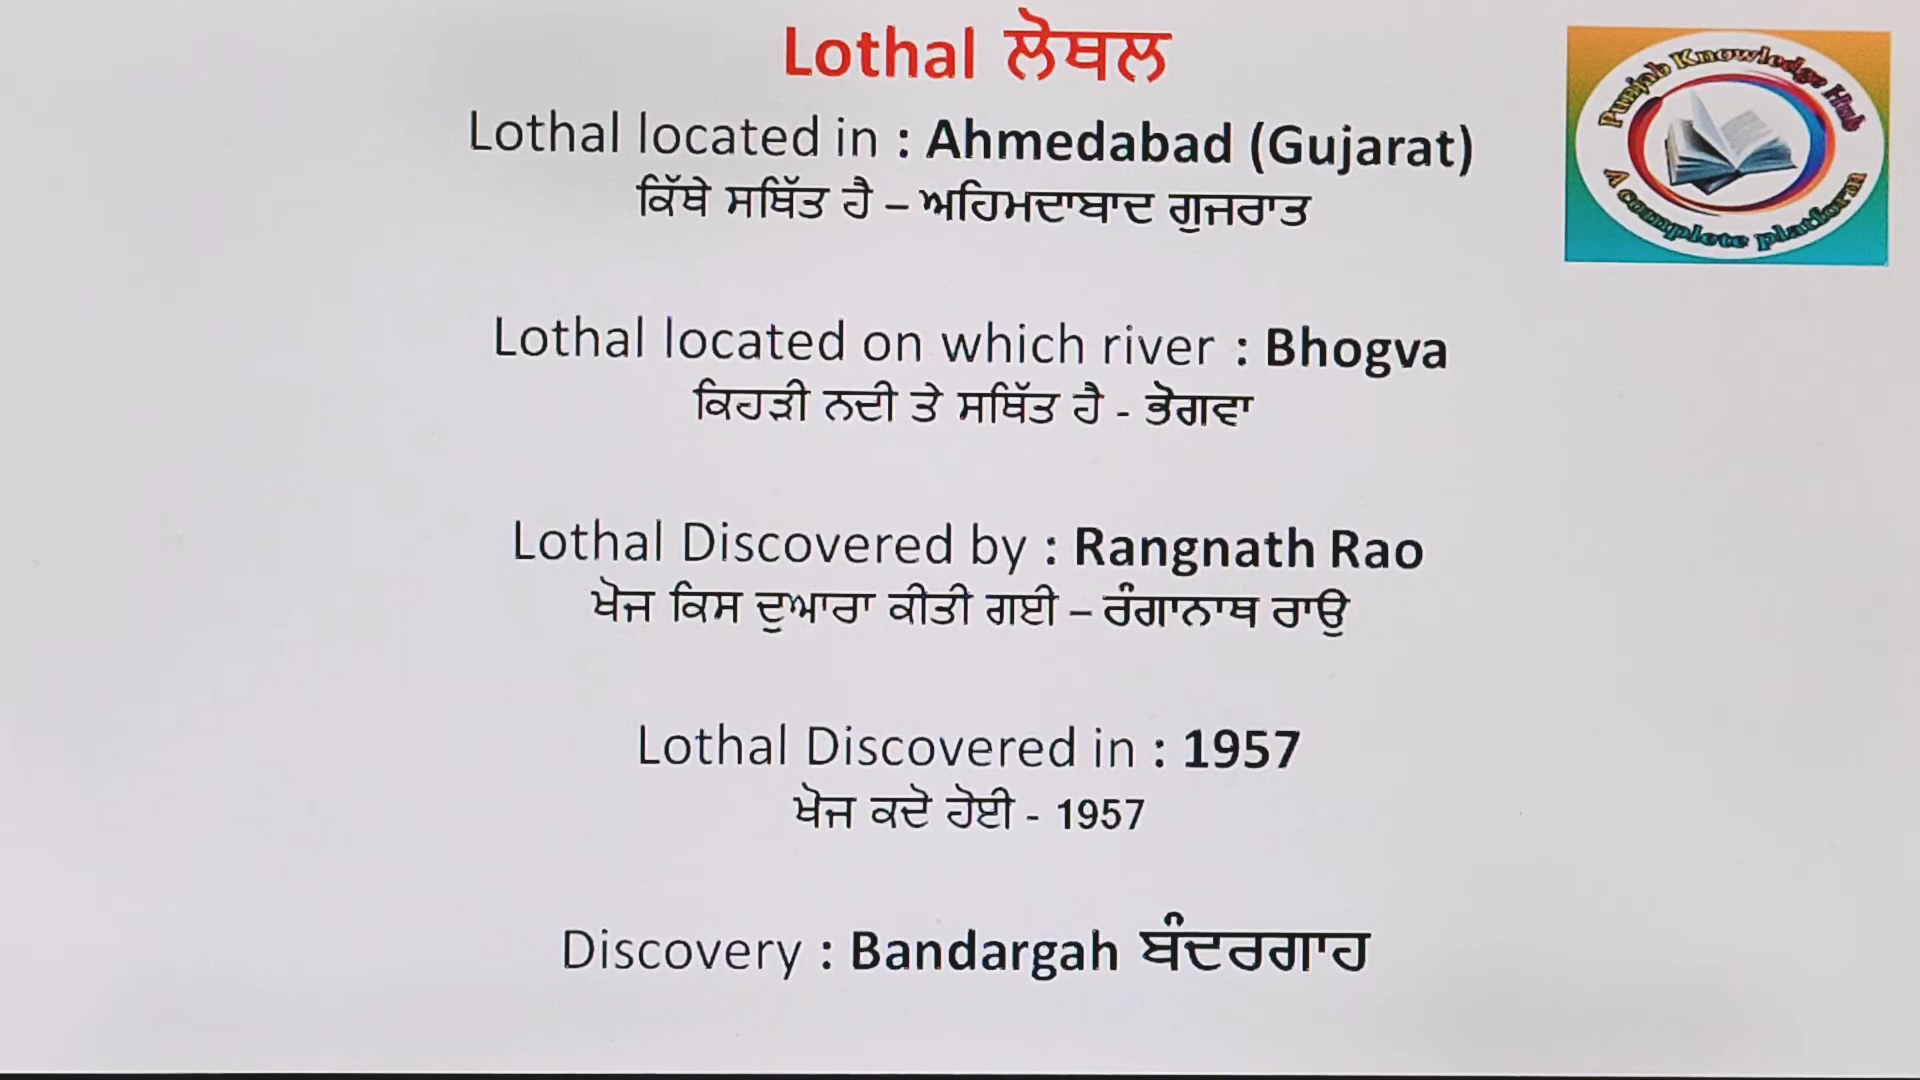 Lothal ਲੋਥਲ
Lothal located in : Ahmedabad (Gujarat)
ਕਿੱਥੇ ਸਥਿੱਤ ਹੈ – ਅਹਿਮਦਾਬਾਦ ਗੁਜਰਾਤ
Lothal located on which river : Bhogva
ਕਿਹੜੀ ਨਦੀ ਤੇ ਸਥਿੱਤ ਹੈ - ਭੋਗਵਾ
Lothal Discovered by : Rangnath Rao
ਖੋਜ ਕਿਸ ਦੁਆਰਾ ਕੀਤੀ ਗਈ – ਰੰਗਾਨਾਥ ਰਾਉ
Lothal Discovered in : 1957
ਖੋਜ ਕਦੋ ਹੋਈ - 1957
Discovery : Bandargah ਬੰਦਰਗਾਹ
Punjab Knowledge Hub
A complete platform